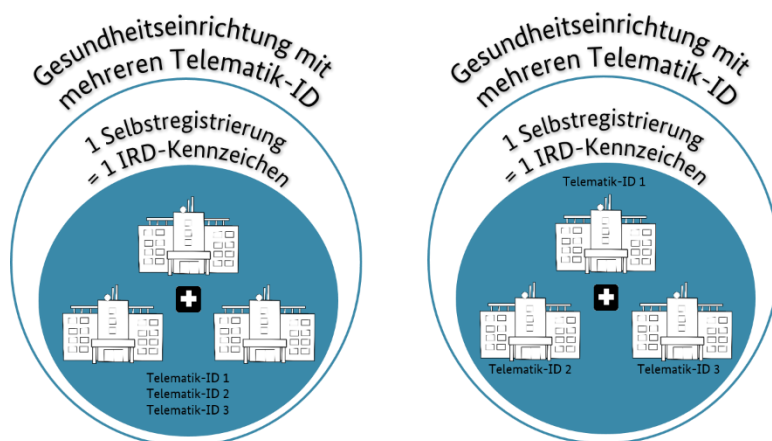 Gesundheitseinrichtung mit
mehreren Telematik-ID
1 Selbstregistrierung
= 1 IRD-Kennzeichen
Telematik-ID 1
Telematik-ID 2
Telematik-ID 3
Gesundheitseinrichtung mit
mehreren Telematik-ID
1 Selbstregistrierung
= 1 IRD-Kennzeichen
Telematik-ID 1
Telematik-ID 2
Telematik-ID 3